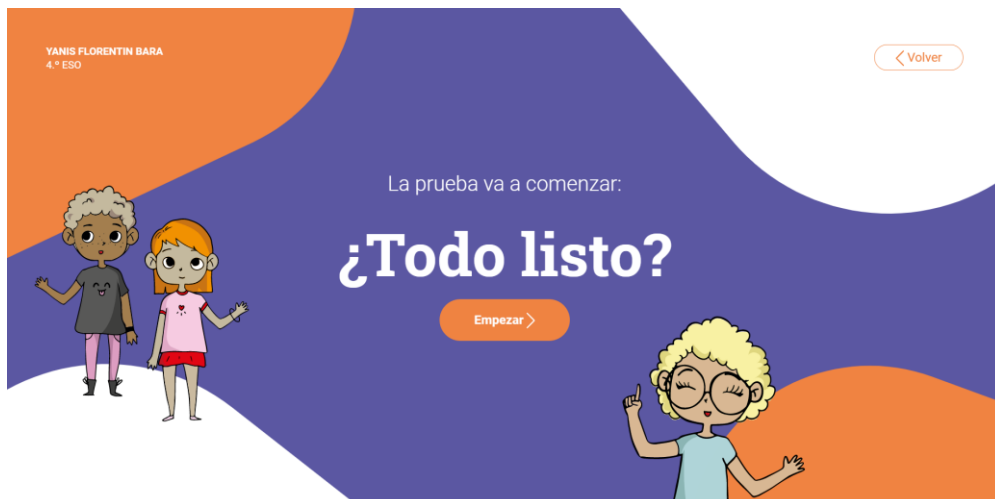 YANIS FLORENTIN BARA
4.º ESO
Volver
La prueba va a comenzar:
¿Todo listo?
Empezar